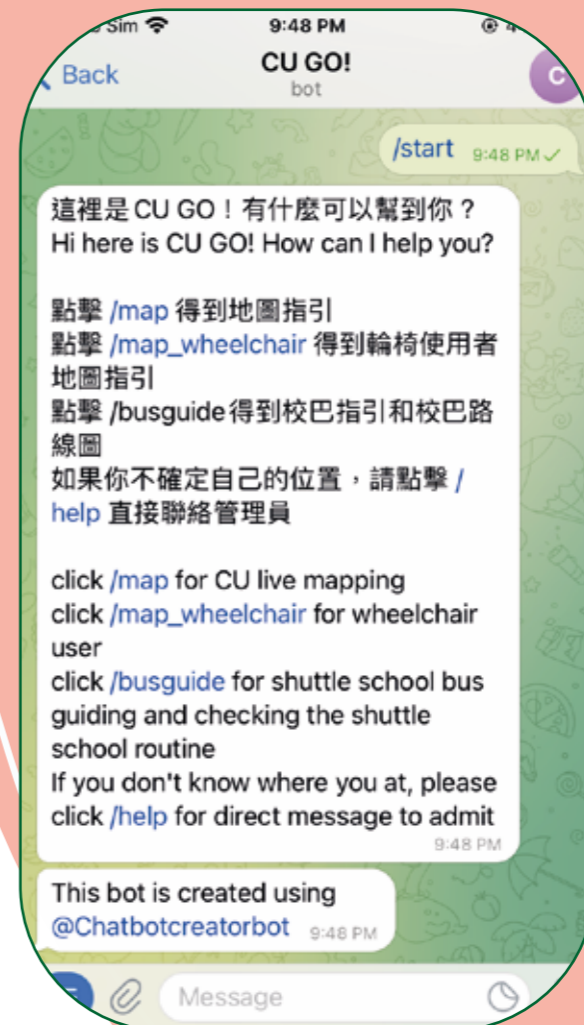 Sim
9:48 PM
Back
CU GO!
bot
C
/start 9:48 PM
這裡是CU GO！有什麼可以幫到你？
Hi here is CU GO! How can I help you?
點擊 /map 得到地圖指引
點擊 /map_wheelchair 得到輪椅使用者
地圖指引
點擊 /busguide得到校巴指引和校巴路
線圖
如果你不確定自己的位置，請點擊 /
help 直接聯絡管理員
click /map for CU live mapping
click /map_wheelchair for wheelchair
user
click /busguide for shuttle school bus
guiding and checking the shuttle
school routine
If you don't know where you at, please
click /help for direct message to admit
9:48 PM
This bot is created using
@Chatbotcreatorbot 9:48 PM
Message